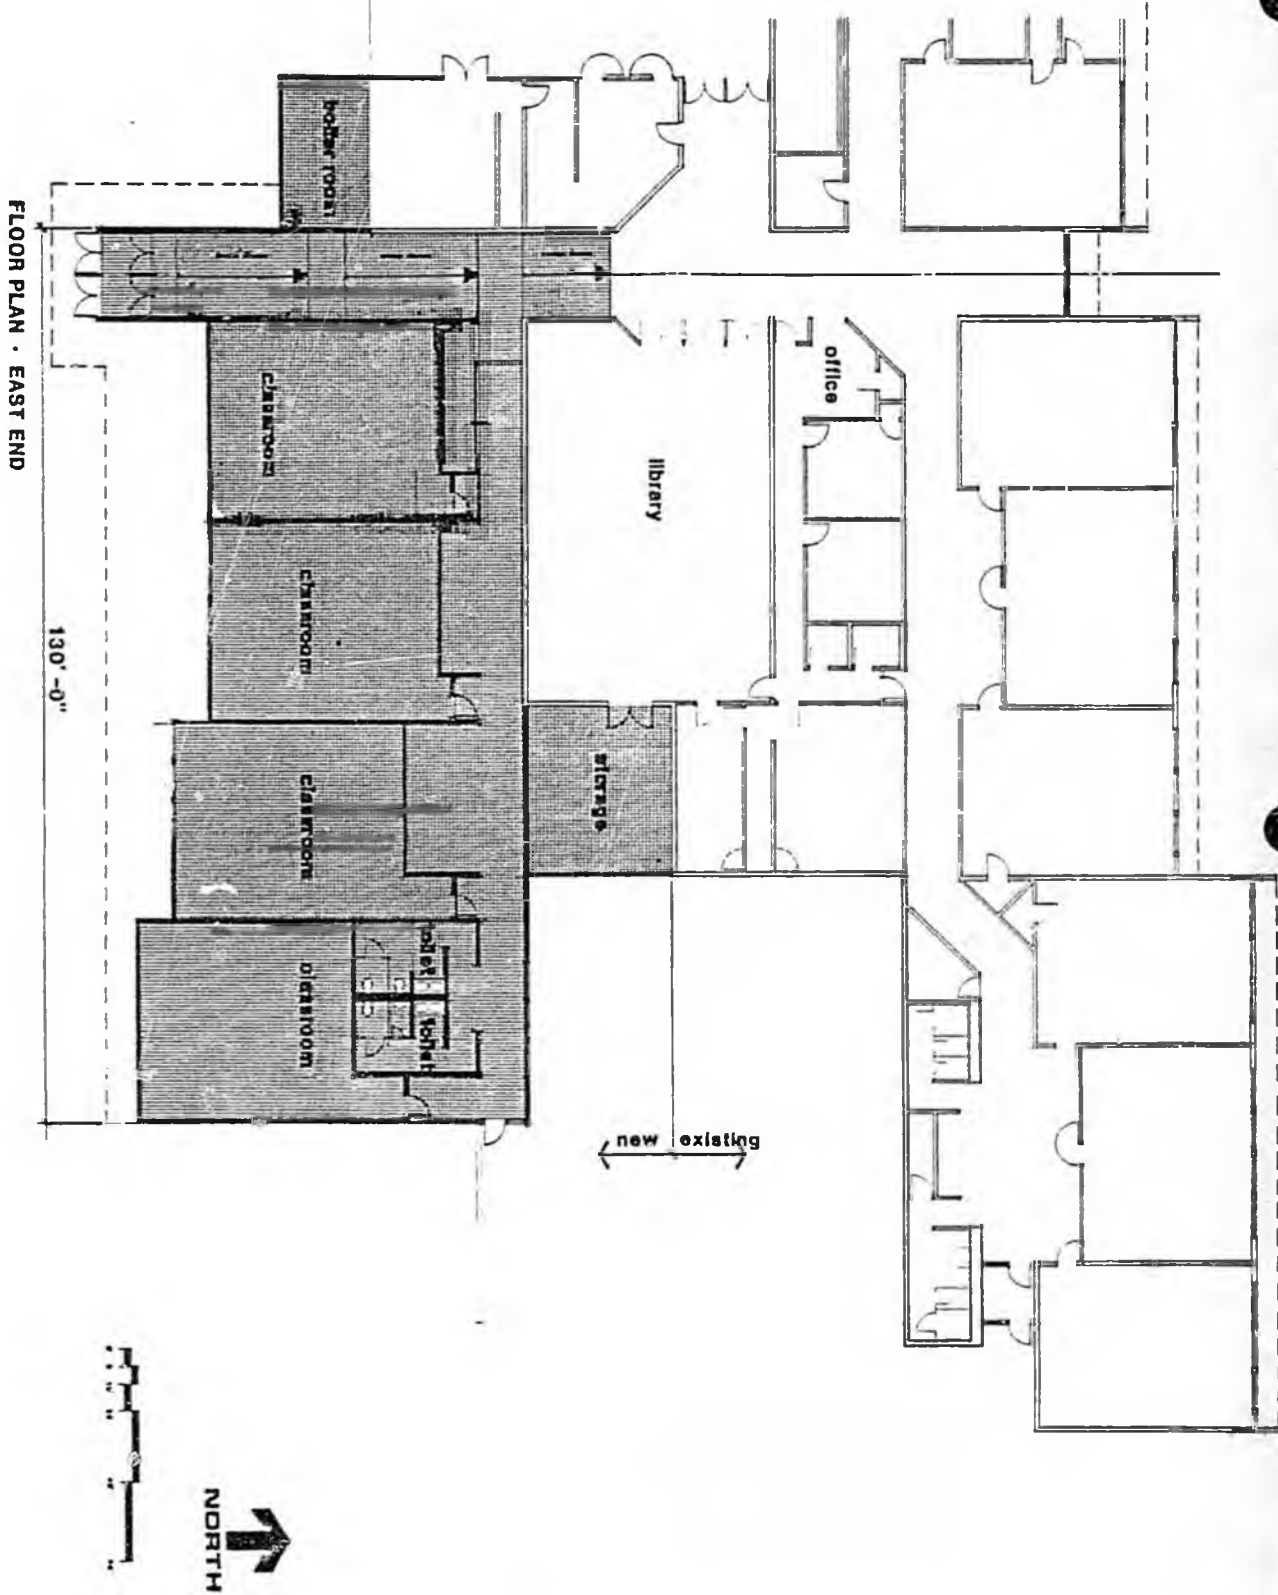 boiler room
office
library
classroom
classroom
storage
classroom
toilet
toilet
classroom
new existing
130'-0"
FLOOR PLAN · EAST END
NORTH